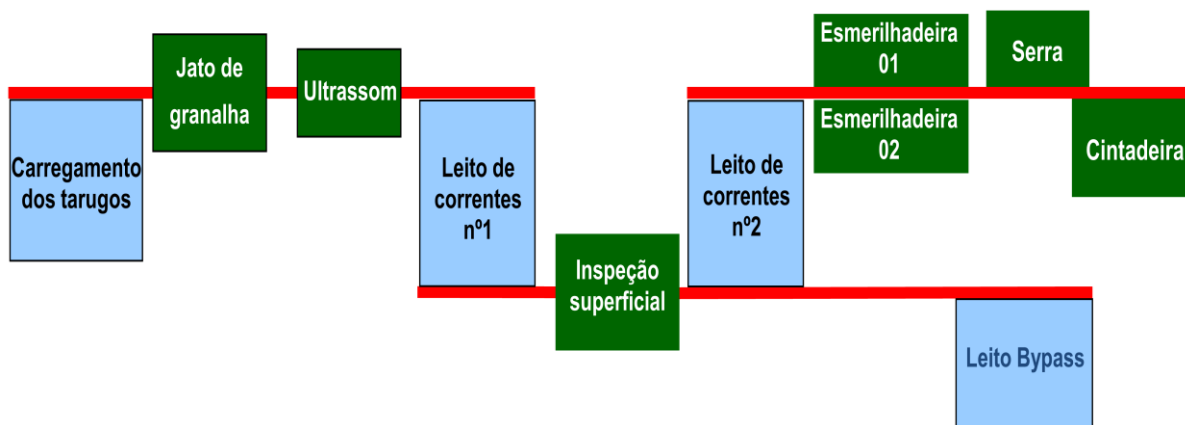 Carregamento
dos tarugos
Jato de
granalha
Ultrassom
Leito de
correntes
nº1
Inspeção
superficial
Leito de
correntes
nº2
Esmerilhadeira
01
Esmerilhadeira
02
Serra
Cintadeira
Leito Bypass